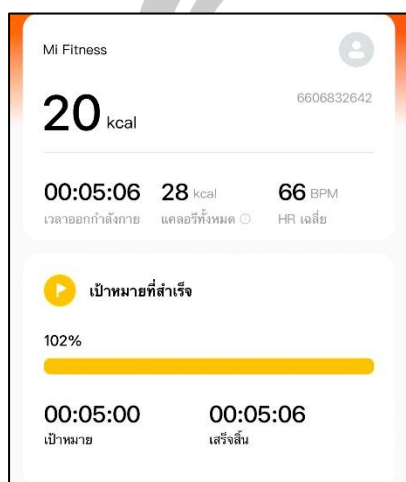 Mi Fitness
20 kcal
6606832642
00:05:06 28 kcal 66 BPM
เวลาออกกำลังกาย แคลอรีทั้งหมด HR เฉลี่ย
เป้าหมายที่สำเร็จ
102%
00:05:00 00:05:06
เป้าหมาย เสร็จสิ้น